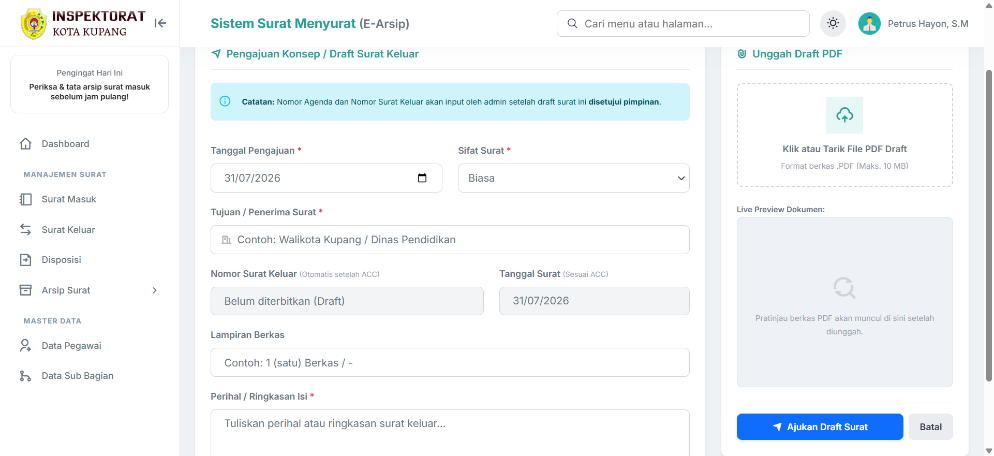 INSPEKTORAT
KOTA KUPANG
Sistem Surat Menyurat (E-Arsip)
Cari menu atau halaman...
Petrus Hayon, S.M
Pengingat Hari Ini
Periksa & tata arsip surat masuk
sebelum jam pulang!
Dashboard
MANAJEMEN SURAT
Surat Masuk
Surat Keluar
Disposisi
Arsip Surat
MASTER DATA
Data Pegawai
Data Sub Bagian
Pengajuan Konsep / Draft Surat Keluar
Catatan: Nomor Agenda dan Nomor Surat Keluar akan input oleh admin setelah draft surat ini disetujui pimpinan.
Tanggal Pengajuan *
31/07/2026
Sifat Surat *
Biasa
Tujuan / Penerima Surat *
Contoh: Walikota Kupang / Dinas Pendidikan
Nomor Surat Keluar (Otomatis setelah ACC)
Belum diterbitkan (Draft)
Tanggal Surat (Sesuai ACC)
31/07/2026
Lampiran Berkas
Contoh: 1 (satu) Berkas / -
Perihal / Ringkasan Isi *
Tuliskan perihal atau ringkasan surat keluar...
Unggah Draft PDF
Klik atau Tarik File PDF Draft
Format berkas .PDF (Maks. 10 MB)
Live Preview Dokumen:
Pratinjau berkas PDF akan muncul di sini setelah
diunggah.
Ajukan Draft Surat
Batal